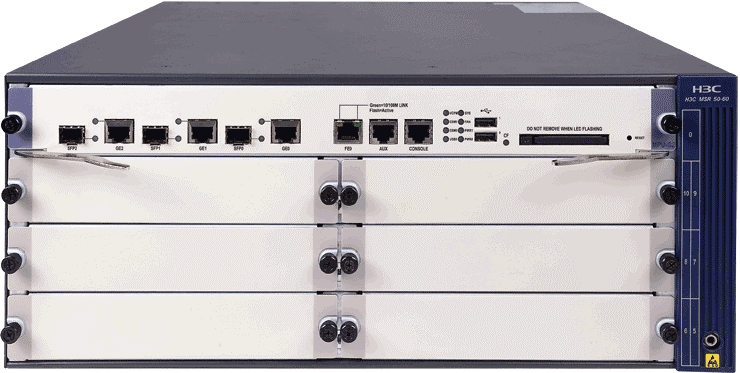 H3C
H3C MSR 50-60
Green=10/100M LINK
Flash=Active
DO NOT REMOVE WHEN LED FLASHING
CF
RESET
SFP2
GE2
SFP1
GE1
SFP0
GE0
FE0
AUX
CONSOLE
0
10 9
8 7
6 5